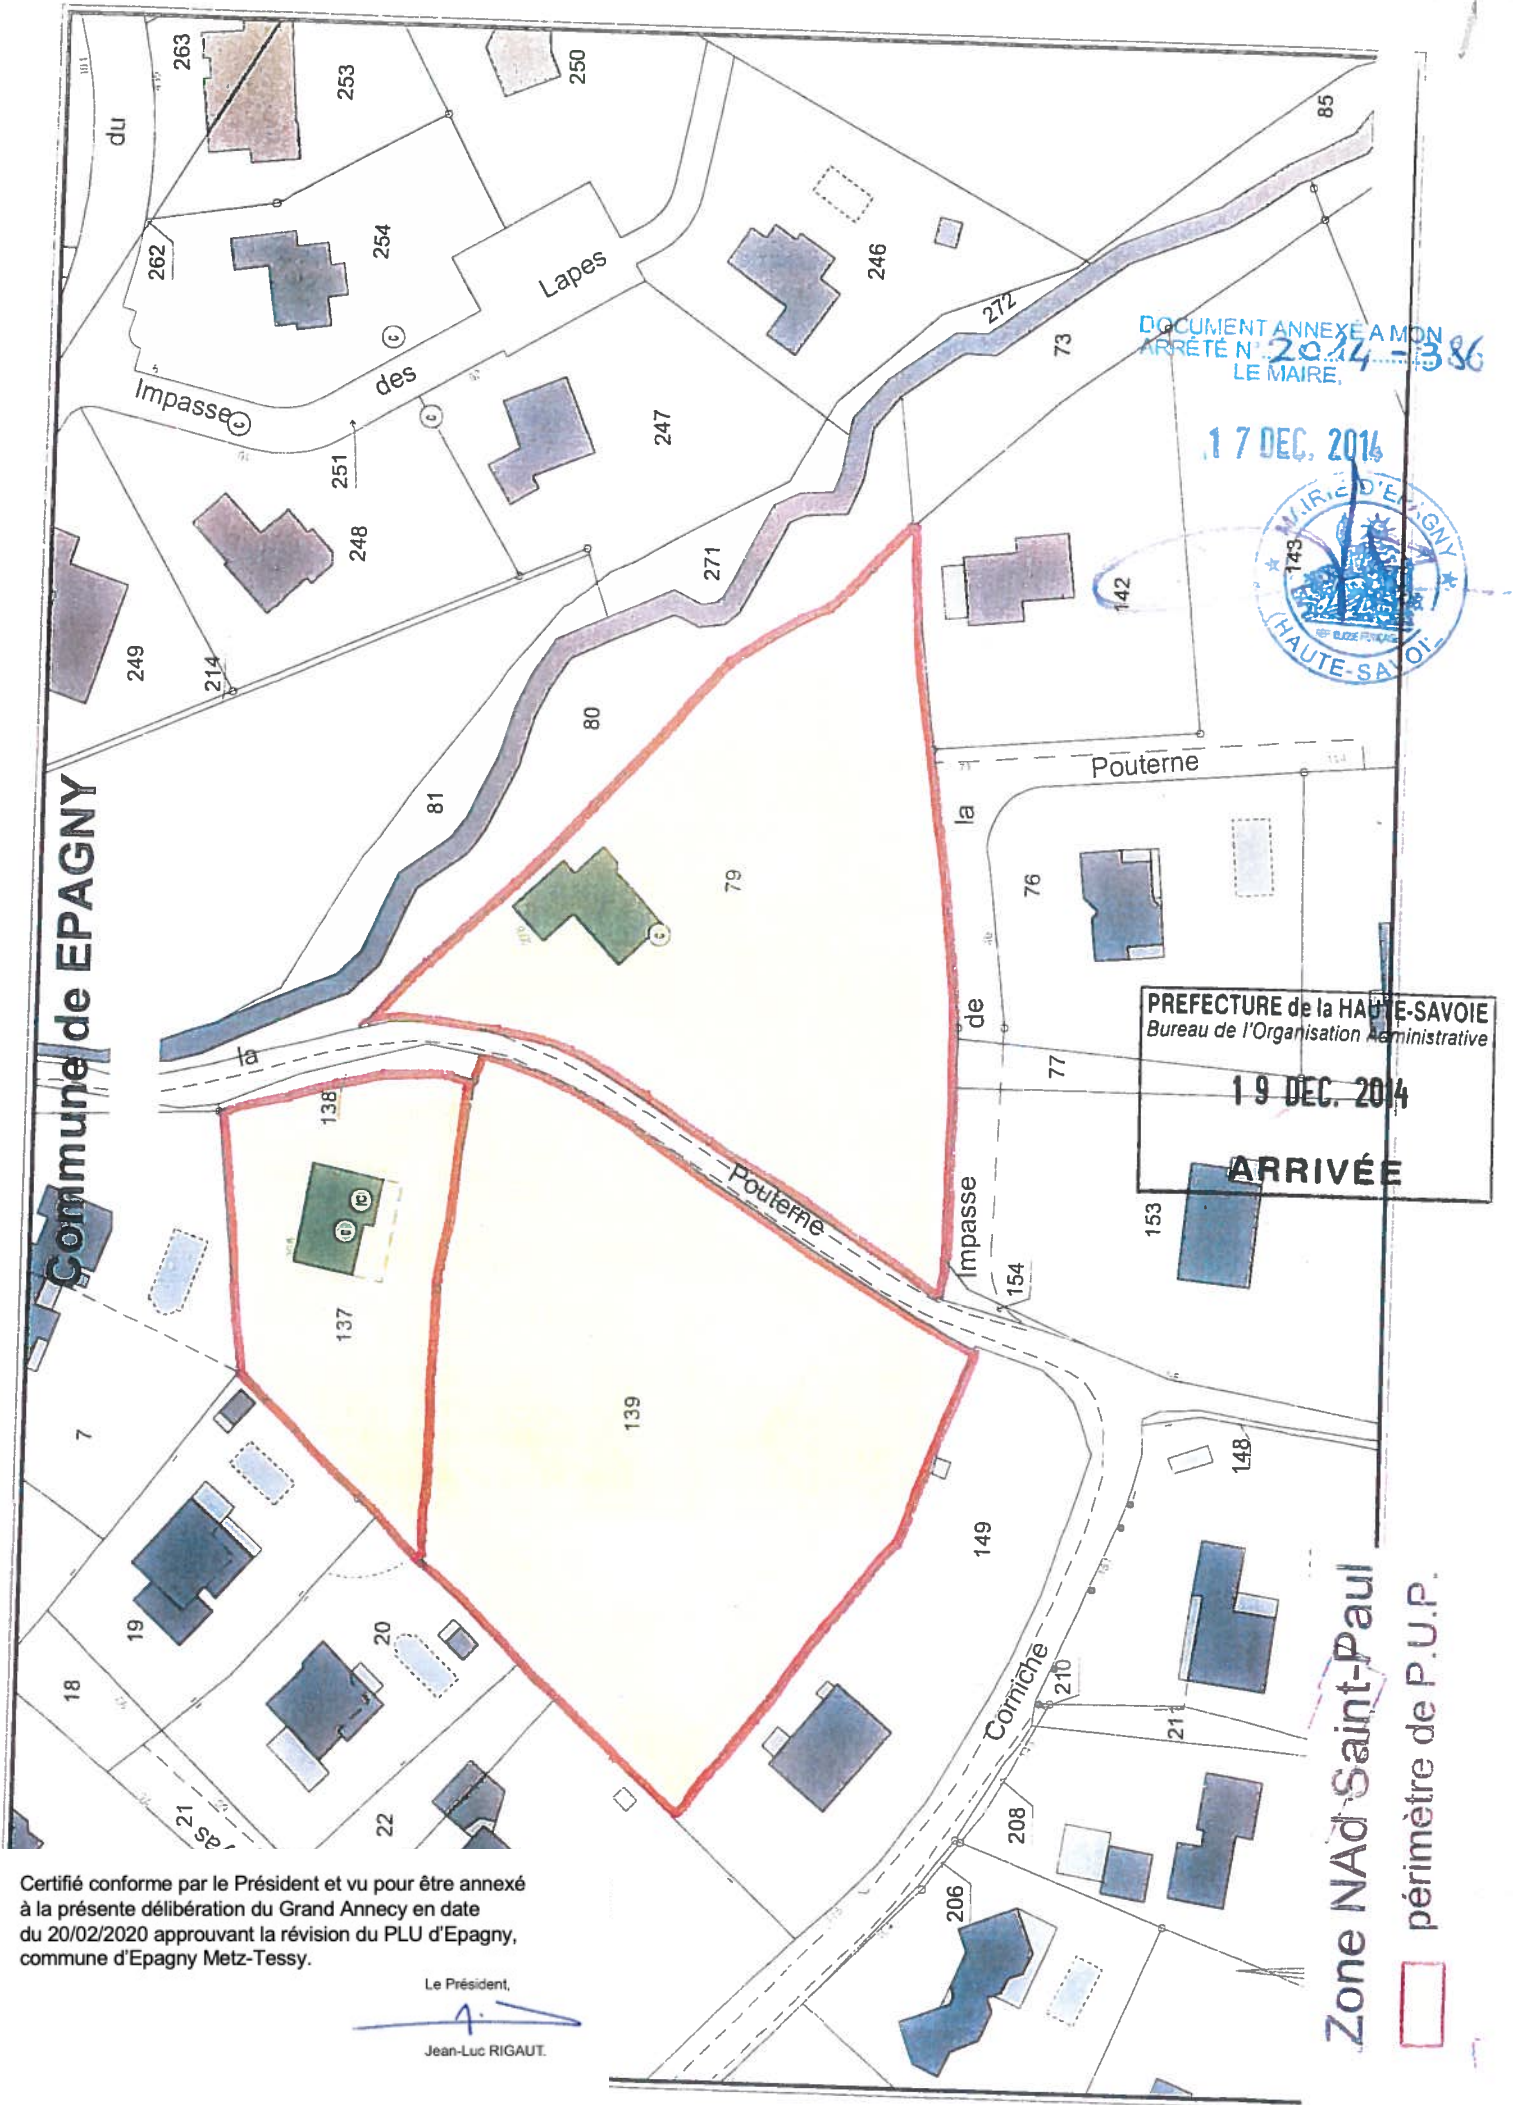 Commune de EPAGNY
263
253
250
du
262
254
Lapes
85
246
272
73
Impasse
des
C
C
C
251
247
248
249
214
271
80
81
79
C
142
143
DOCUMENT ANNEXÉ A MON
ARRÊTÉ N° 2014 - 386
LE MAIRE,
17 DEC. 2014
MAIRIE D'EPAGNY
(HAUTE-SAVOIE)
Pouterne
la
de
Impasse
76
77
PREFECTURE de la HAUTE-SAVOIE
Bureau de l'Organisation Administrative
19 DEC. 2014
ARRIVÉE
la
138
137
Pouterne
139
154
153
7
19
18
20
21
22
149
148
Corniche
210
211
208
206
Zone NAd Saint-Paul
périmètre de P.U.P.
Certifié conforme par le Président et vu pour être annexé
à la présente délibération du Grand Annecy en date
du 20/02/2020 approuvant la révision du PLU d'Epagny,
commune d'Epagny Metz-Tessy.
Le Président,
Jean-Luc RIGAUT.